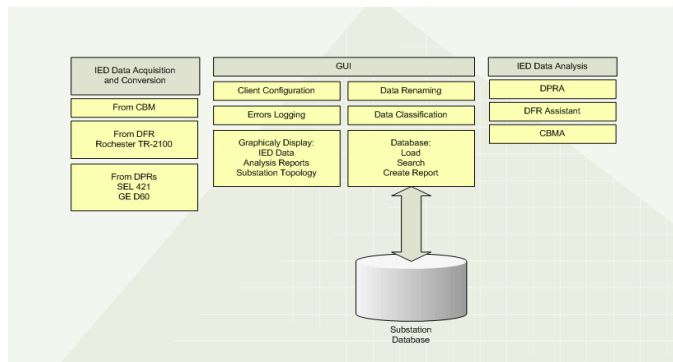 IED Data Acquisition
and Conversion
From CBM
From DFR
Rochester TR-2100
From DPRs
SEL 421
GE D60
GUI
Client Configuration
Data Renaming
Errors Logging
Data Classification
Graphicaly Display:
IED Data
Analysis Reports
Substation Topology
Database:
Load
Search
Create Report
IED Data Analysis
DPRA
DFR Assistant
CBMA
Substation
Database